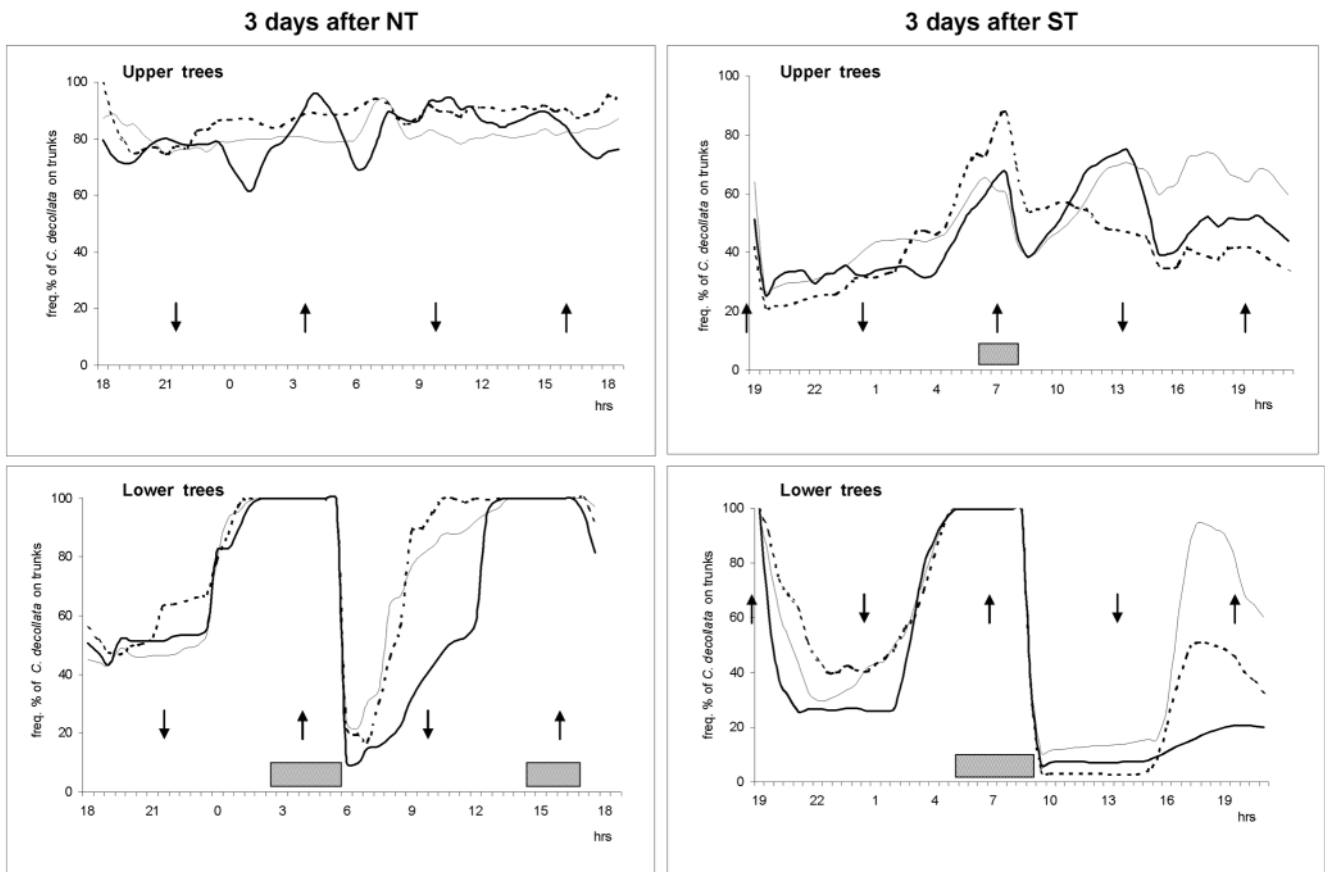 3 days after NT
3 days after ST
Upper trees
freq.% of C. decollata on trunks
100
80
60
40
20
0
18 21 0 3 6 9 12 15 18
hrs
Upper trees
freq. % of C. decollata on trunks
100
80
60
40
20
0
19 22 1 4 7 10 13 16 19
hrs
Lower trees
freq. % of C. decollata on trunks
100
80
60
40
20
0
18 21 0 3 6 9 12 15 18
hrs
Lower trees
freq. % of C. decollata on trunks
100
80
60
40
20
0
19 22 1 4 7 10 13 16 19
hrs